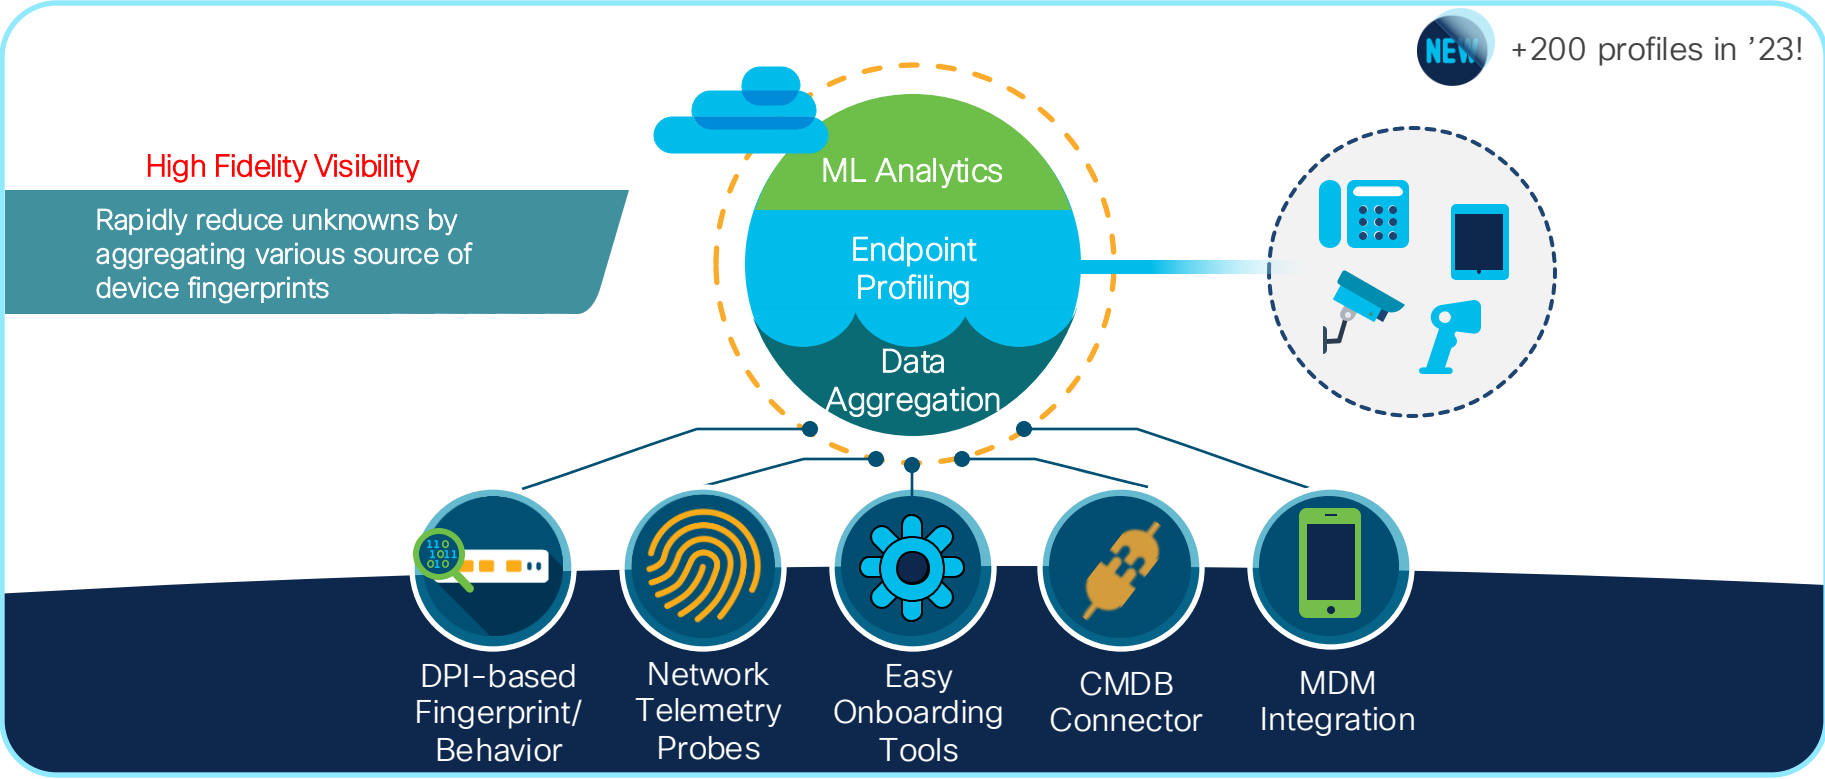 NEW
+200 profiles in ’23!
High Fidelity Visibility
Rapidly reduce unknowns by
aggregating various source of
device fingerprints
ML Analytics
Endpoint
Profiling
Data
Aggregation
110
1011
010
DPI-based
Fingerprint/
Behavior
Network
Telemetry
Probes
Easy
Onboarding
Tools
CMDB
Connector
MDM
Integration